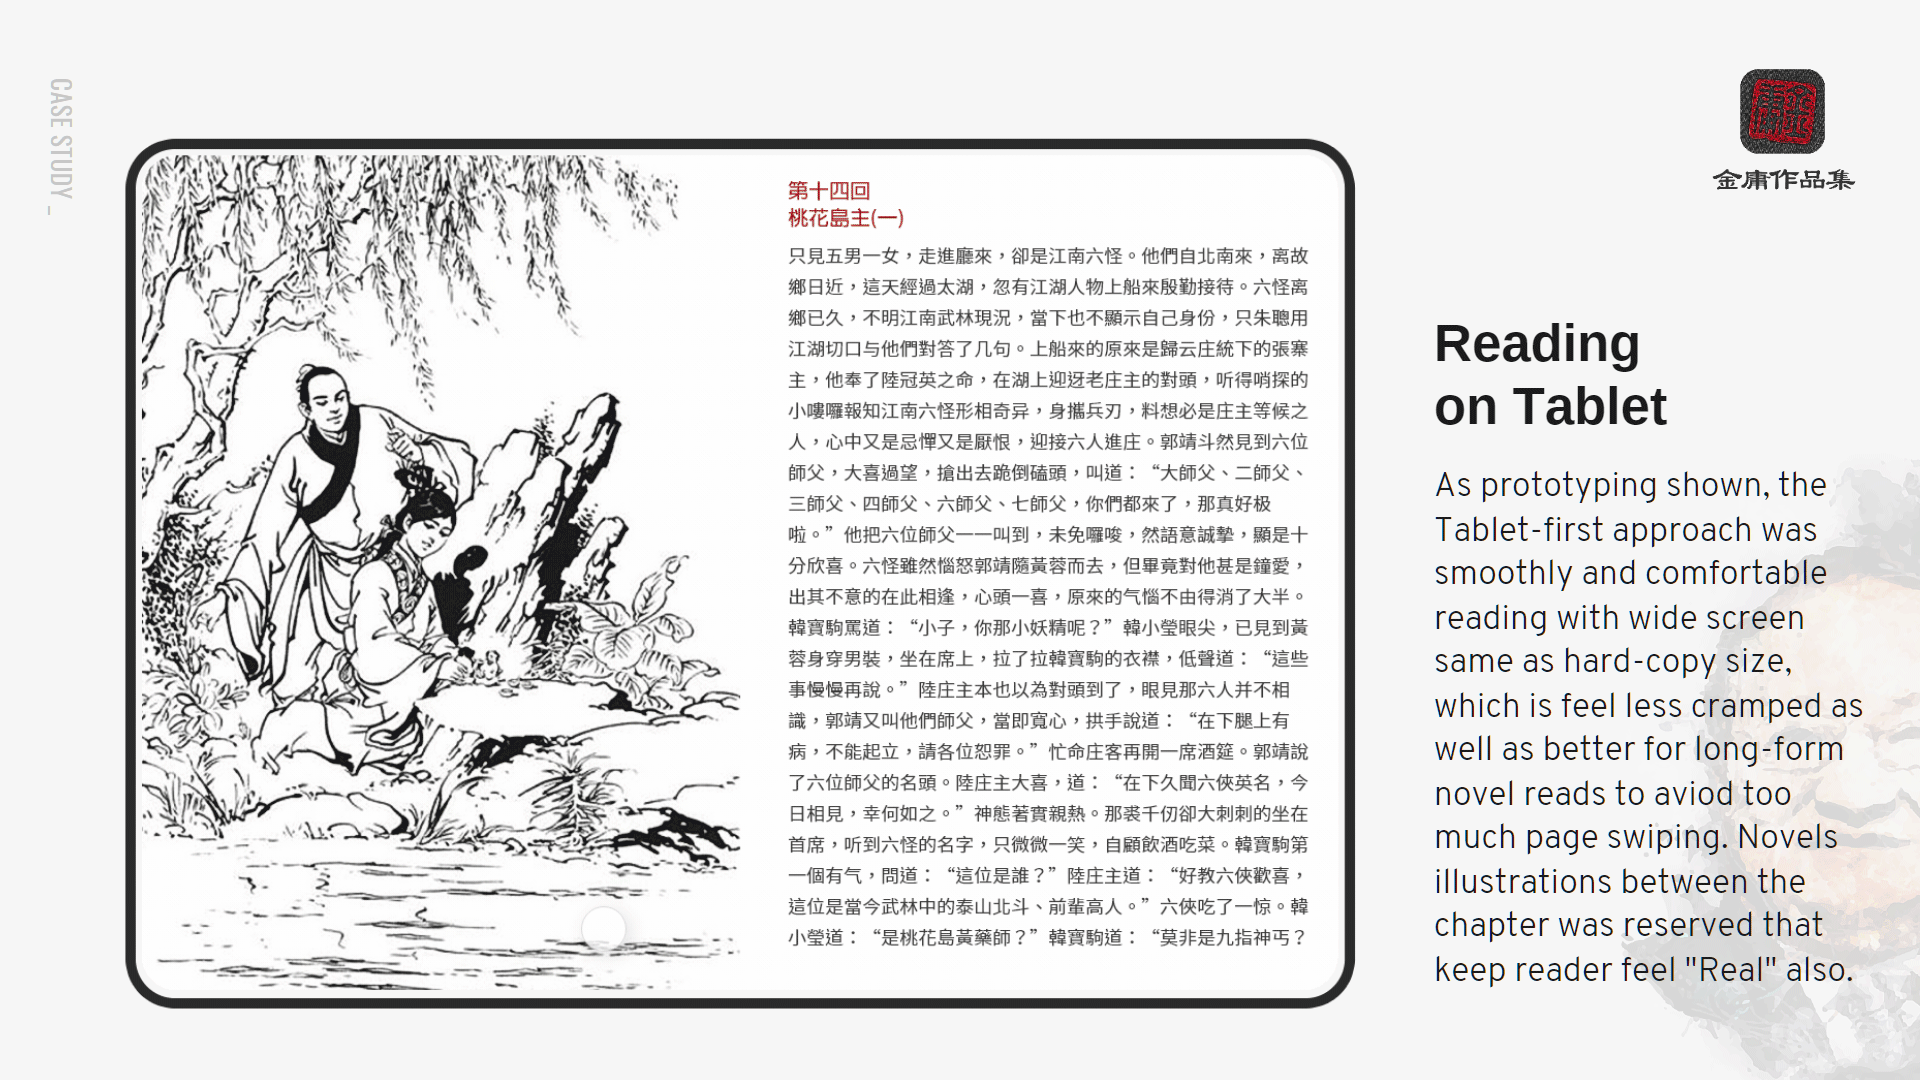 CASE STUDY _
金庸作品集
第十四回
桃花島主(一)
只見五男一女，走進廳來，卻是江南六怪。他們自北南來，离故
鄉日近，這天經過太湖，忽有江湖人物上船來殷勤接待。六怪离
鄉已久，不明江南武林現況，當下也不顯示自己身份，只朱聰用
江湖切口与他們對答了几句。上船來的原來是歸云庄統下的張寨
主，他奉了陸冠英之命，在湖上迎迓老庄主的對頭，听得哨探的
小嘍囉報知江南六怪形相奇异，身攜兵刃，料想必是庄主等候之
人，心中又是忌憚又是厭恨，迎接六人進庄。郭靖斗然見到六位
師父，大喜過望，搶出去跪倒磕頭，叫道：“大師父、二師父、
三師父、四師父、六師父、七師父，你們都來了，那真好极
啦。”他把六位師父一一叫到，未免囉唆，然語意誠摯，顯是十
分欣喜。六怪雖然惱怒郭靖隨黃蓉而去，但畢竟對他甚是鐘愛，
出其不意的在此相逢，心頭一喜，原來的气惱不由得消了大半。
韓寶駒罵道：“小子，你那小妖精呢？”韓小瑩眼尖，已見到黃
蓉身穿男裝，坐在席上，拉了拉韓寶駒的衣襟，低聲道：“這些
事慢慢再說。”陸庄主本也以為對頭到了，眼見那六人并不相
識，郭靖又叫他們師父，當即寬心，拱手說道：“在下腿上有
病，不能起立，請各位恕罪。”忙命庄客再開一席酒筵。郭靖說
了六位師父的名頭。陸庄主大喜，道：“在下久聞六俠英名，今
日相見，幸何如之。”神態著實親熱。那裘千仞卻大刺刺的坐在
首席，听到六怪的名字，只微微一笑，自顧飲酒吃菜。韓寶駒第
一個有气，問道：“這位是誰？”陸庄主道：“好教六俠歡喜，
這位是當今武林中的泰山北斗、前輩高人。”六俠吃了一惊。韓
小瑩道：“是桃花島黃藥師？”韓寶駒道：“莫非是九指神丐？
Reading
on Tablet
As prototyping shown, the
Tablet-first approach was
smoothly and comfortable
reading with wide screen
same as hard-copy size,
which is feel less cramped as
well as better for long-form
novel reads to aviod too
much page swiping. Novels
illustrations between the
chapter was reserved that
keep reader feel "Real" also.